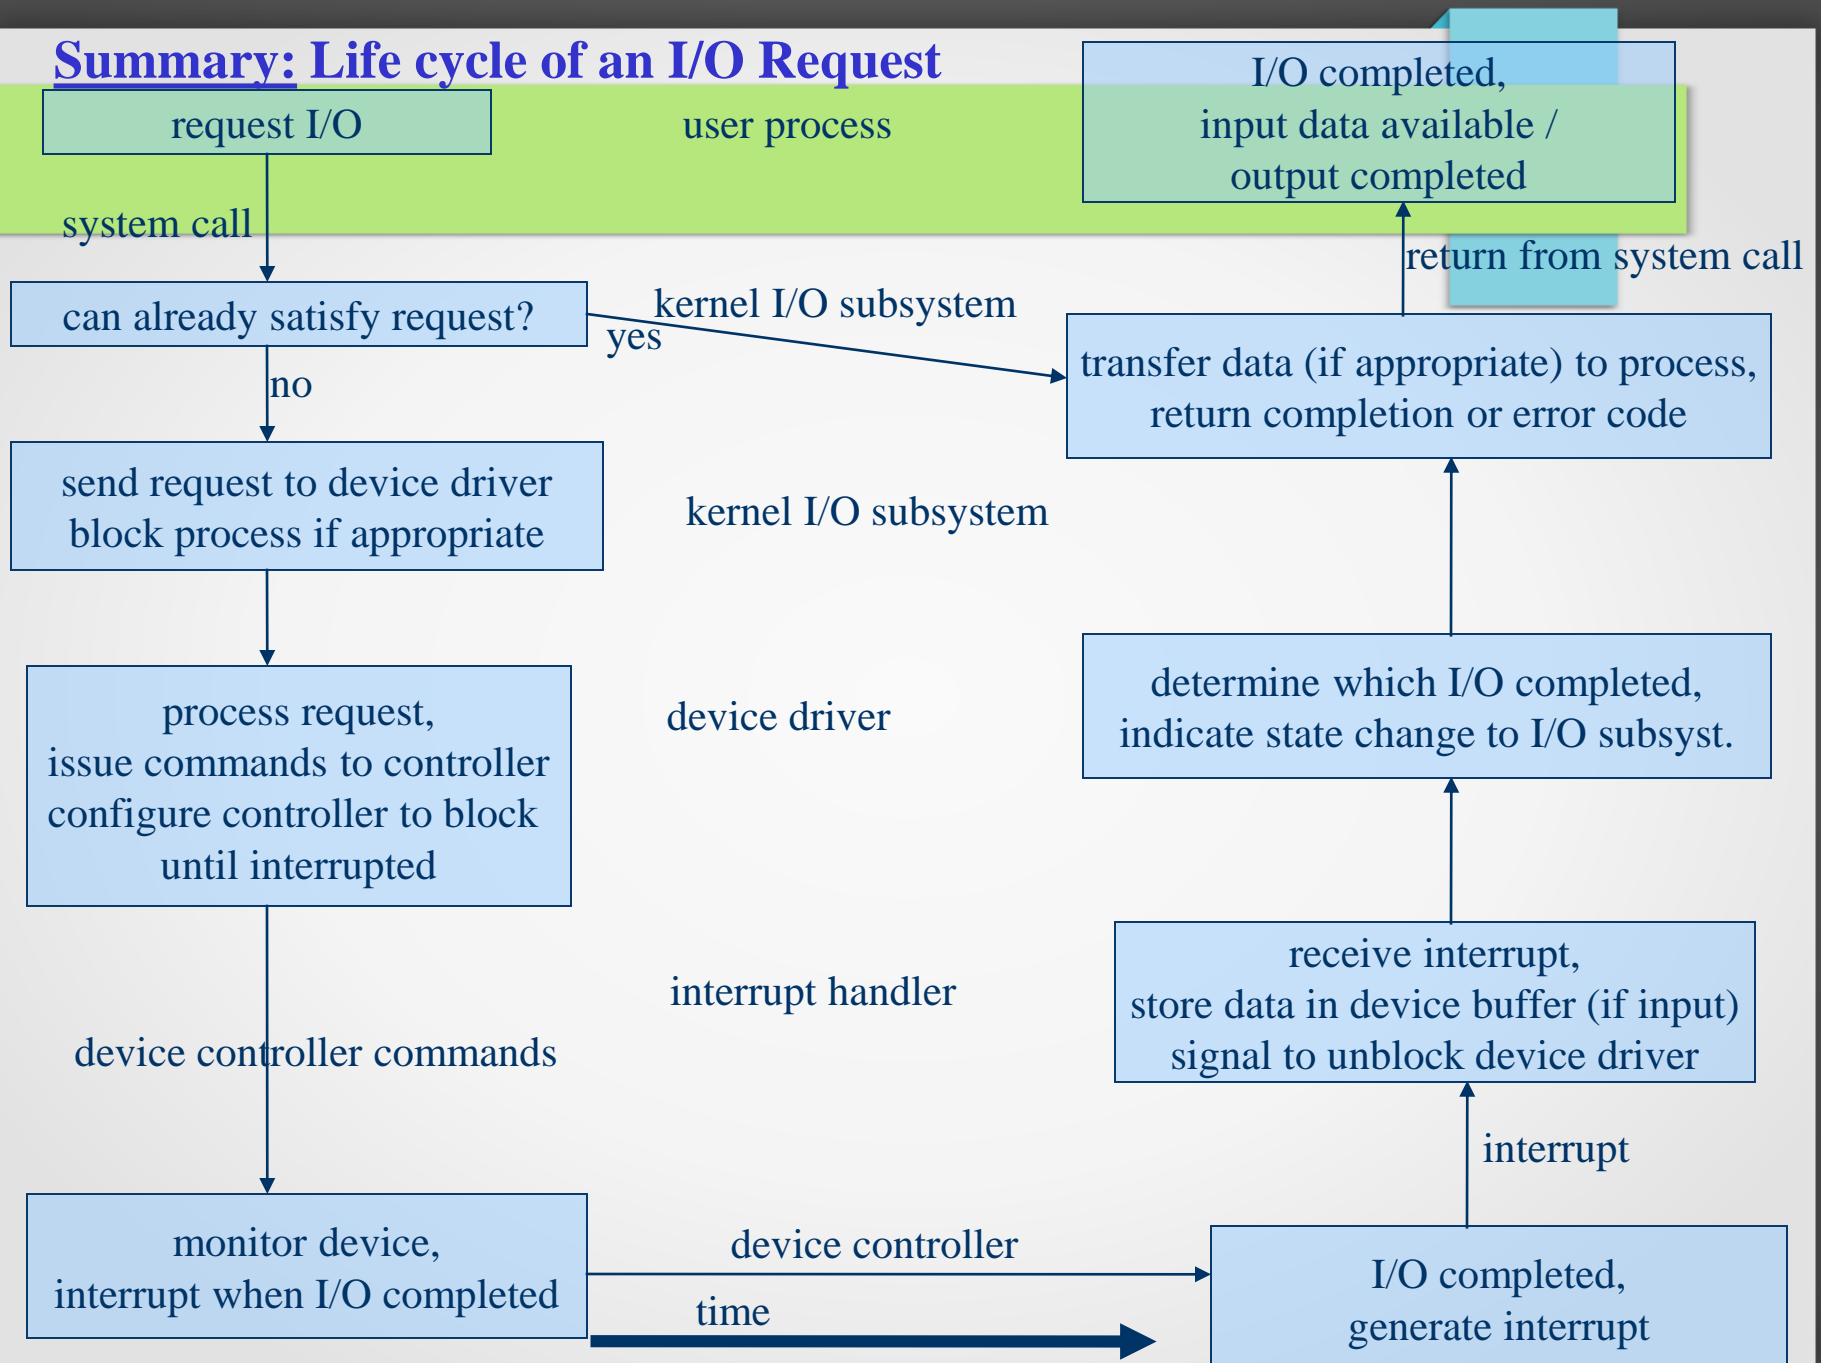 Summary: Life cycle of an I/O Request
request I/O
user process
I/O completed,
input data available /
output completed
system call
return from system call
can already satisfy request?
kernel I/O subsystem
yes
no
transfer data (if appropriate) to process,
return completion or error code
send request to device driver
block process if appropriate
kernel I/O subsystem
process request,
issue commands to controller
configure controller to block
until interrupted
device driver
determine which I/O completed,
indicate state change to I/O subsyst.
interrupt handler
receive interrupt,
store data in device buffer (if input)
signal to unblock device driver
device controller commands
interrupt
monitor device,
interrupt when I/O completed
device controller
time
I/O completed,
generate interrupt